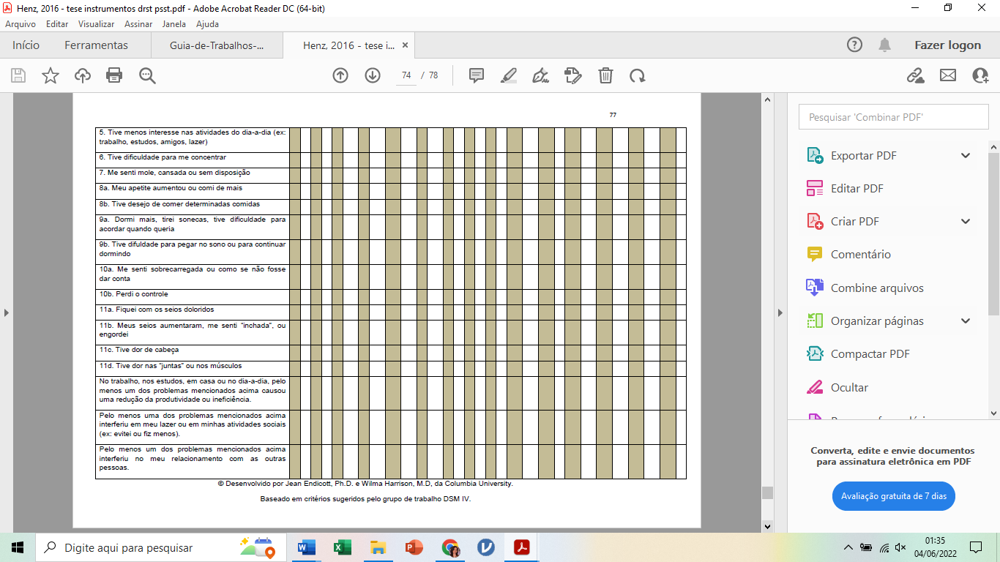 Henz, 2016 - tese instrumentos drst psst.pdf - Adobe Acrobat Reader DC (64-bit)
Arquivo Editar Visualizar Assinar Janela Ajuda
Início Ferramentas Guia-de-Trabalhos-... Henz, 2016 - tese i... × Fazer logon
74 / 78
77
5. Tive menos interesse nas atividades do dia-a-dia (ex:
trabalho, estudos, amigos, lazer)
6. Tive dificuldade para me concentrar
7. Me senti mole, cansada ou sem disposição
8a. Meu apetite aumentou ou comi de mais
8b. Tive desejo de comer determinadas comidas
9a. Dormi mais, tirei sonecas, tive dificuldade para
acordar quando queria
9b. Tive difuldade para pegar no sono ou para continuar
dormindo
10a. Me senti sobrecarregada ou como se não fosse
dar conta
10b. Perdi o controle
11a. Fiquei com os seios doloridos
11b. Meus seios aumentaram, me senti "inchada", ou
engordei
11c. Tive dor de cabeça
11d. Tive dor nas "juntas" ou nos músculos
No trabalho, nos estudos, em casa ou no dia-a-dia, pelo
menos um dos problemas mencionados acima causou
uma redução da produtividade ou ineficiência.
Pelo menos uma dos problemas mencionados acima
interferiu em meu lazer ou em minhas atividades sociais
(ex: evitei ou fiz menos).
Pelo menos um dos problemas mencionados acima
interferiu no meu relacionamento com as outras
pessoas.
© Desenvolvido por Jean Endicott, Ph.D. e Wilma Harrison, M.D, da Columbia University.
Baseado em critérios sugeridos pelo grupo de trabalho DSM IV.
Pesquisar 'Combinar PDF'
Exportar PDF
Editar PDF
Criar PDF
Comentário
Combine arquivos
Organizar páginas
Compactar PDF
Ocultar
Converta, edite e envie documentos
para assinatura eletrônica em PDF
Avaliação gratuita de 7 dias
Digite aqui para pesquisar
01:35
04/06/2022